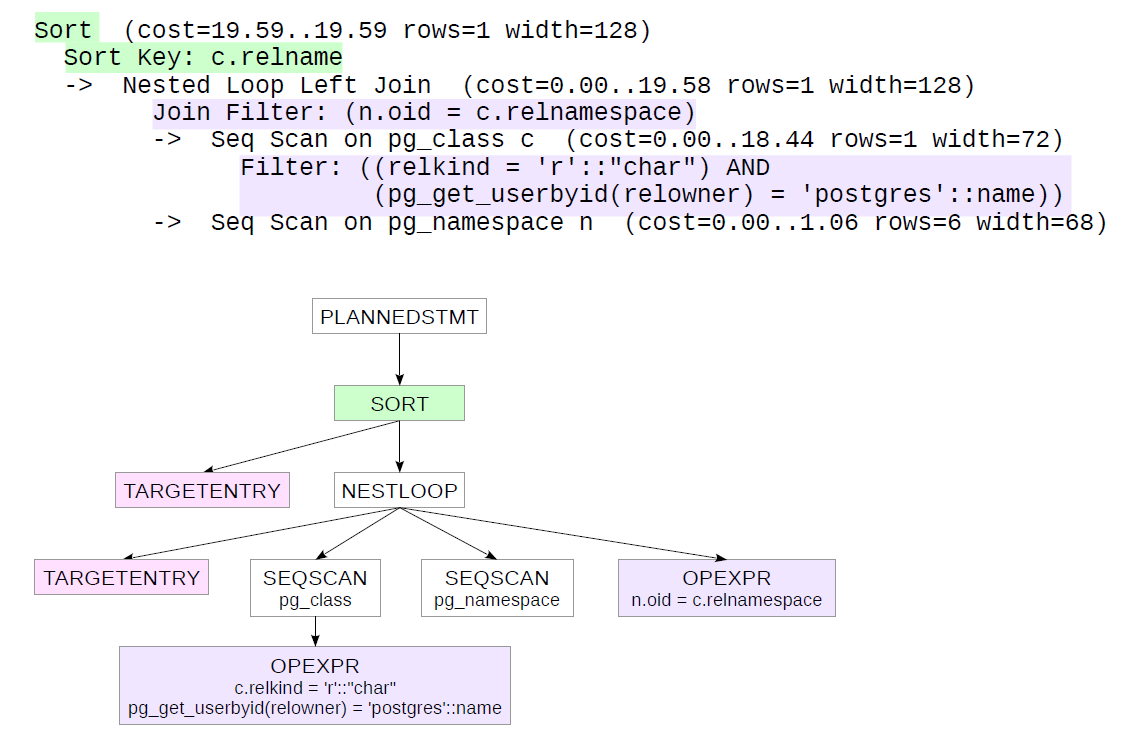 Sort  (cost=19.59..19.59 rows=1 width=128)
Sort Key: c.relname
->  Nested Loop Left Join  (cost=0.00..19.58 rows=1 width=128)
Join Filter: (n.oid = c.relnamespace)
->  Seq Scan on pg_class c  (cost=0.00..18.44 rows=1 width=72)
Filter: ((relkind = 'r'::"char") AND
(pg_get_userbyid(relowner) = 'postgres'::name))
->  Seq Scan on pg_namespace n  (cost=0.00..1.06 rows=6 width=68)
PLANNEDSTMT
SORT
TARGETENTRY
NESTLOOP
TARGETENTRY
SEQSCAN
pg_class
SEQSCAN
pg_namespace
OPEXPR
n.oid = c.relnamespace
OPEXPR
c.relkind = 'r'::"char"
pg_get_userbyid(relowner) = 'postgres'::name